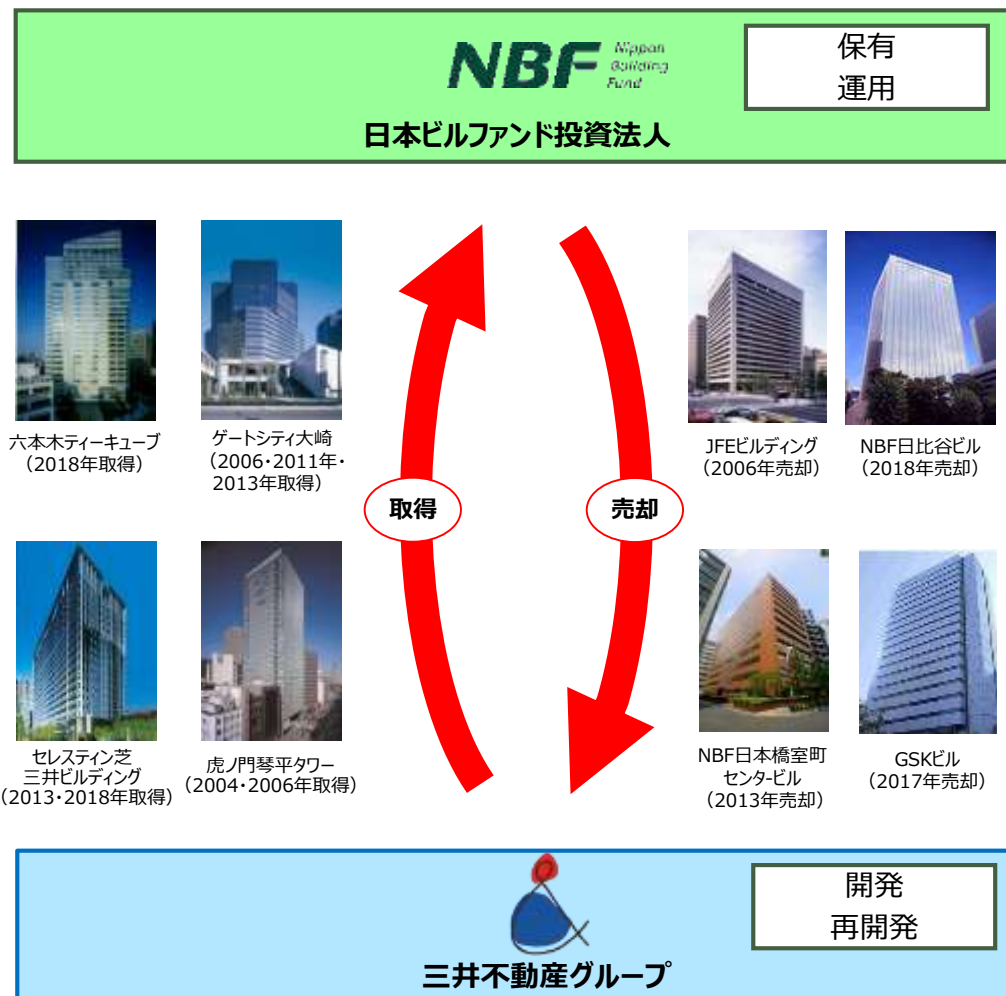 NBF
Nippon
Building
Fund
保有
運用
日本ビルファンド投資法人
六本木ティーキューブ
（2018年取得）
ゲートシティ大崎
（2006・2011年・
2013年取得）
JFEビルディング
（2006年売却）
NBF日比谷ビル
（2018年売却）
取得
売却
セレスティン芝
三井ビルディング
（2013・2018年取得）
虎ノ門琴平タワー
（2004・2006年取得）
NBF日本橋室町
センタービル
（2013年売却）
GSKビル
（2017年売却）
開発
再開発
三井不動産グループ